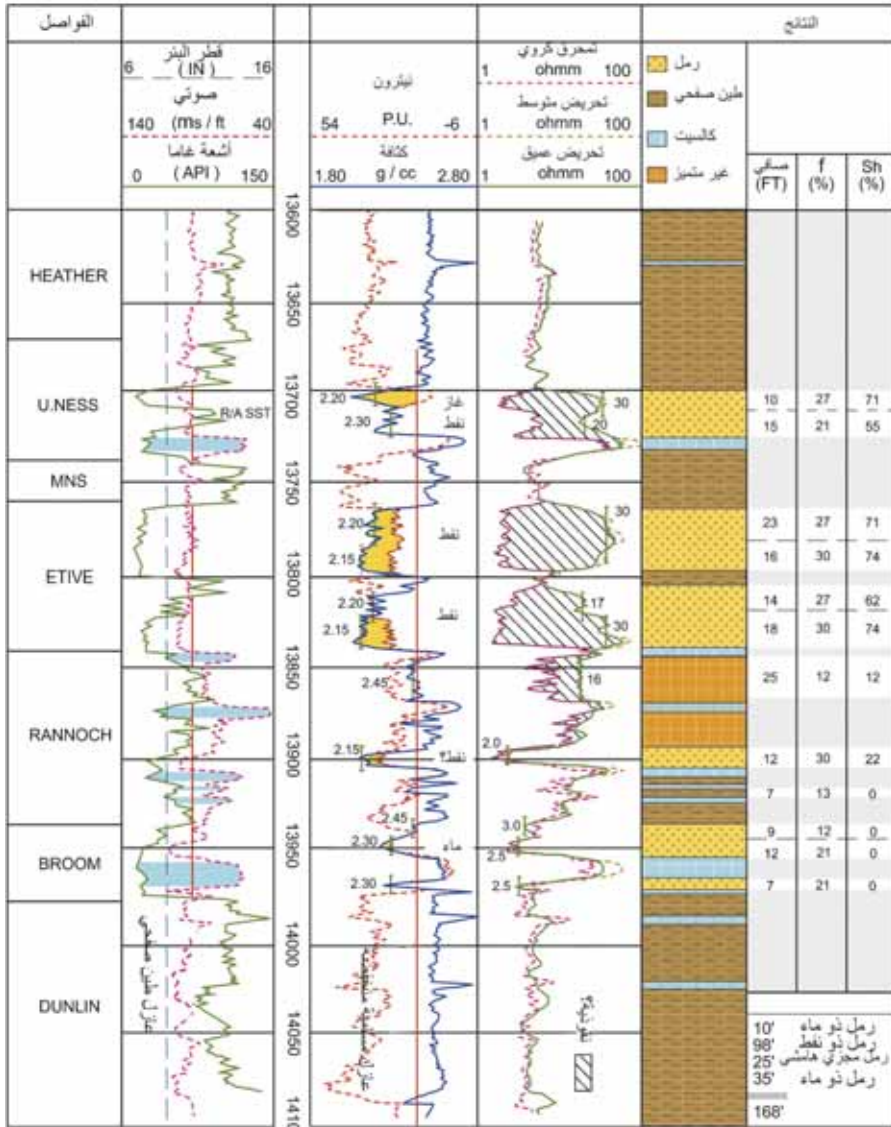 الفواصل
النتائج
قطر البئر
6 (IN) 16
صوتي
140 (ms / ft 40
أشعة غاما
0 (API) 150
نيترون
54 P.U. -6
كثافة
1.80 g / cc 2.80
تمحرق كروي
1 ohmm 100
تحريض متوسط
1 ohmm 100
تحريض عميق
1 ohmm 100
رمل
طين صفحي
كالسيت
غير متميز
صافي (FT)
f (%)
Sh (%)
HEATHER
U.NESS
MNS
ETIVE
RANNOCH
BROOM
DUNLIN
R/A SST
عازل طين صفحي
13600
13650
13700
13750
13800
13850
13900
13950
14000
14050
1410
2.20
غاز
2.30
نفط
2.20
نفط
2.15
2.20
نفط
2.15
2.45
2.15
نفط؟
2.45
2.30
ماء
2.30
30
20
30
17
30
16
2.0
3.0
2.5
2.5
نفوذية؟
10 27 71
15 21 55
23 27 71
16 30 74
14 27 62
18 30 74
25 12 12
12 30 22
7 13 0
9 12 0
12 21 0
7 21 0
10' رمل ذو ماء
98' رمل ذو نفط
25' رمل مجزي هامشي
35' رمل ذو ماء
168'